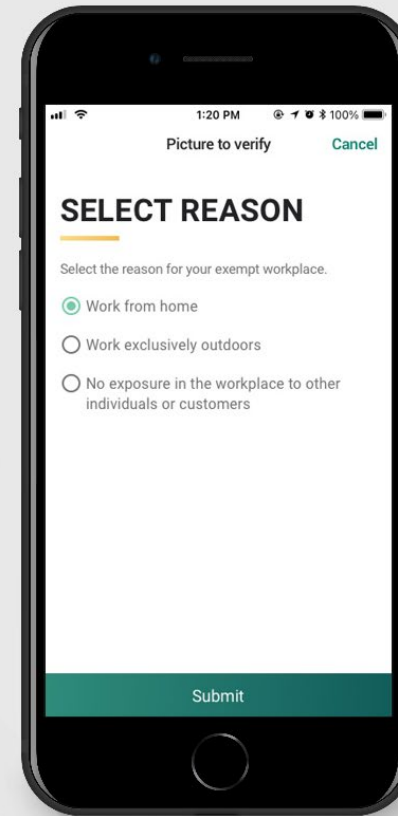 1:20 PM 100%
Picture to verify Cancel
SELECT REASON
Select the reason for your exempt workplace.
Work from home
Work exclusively outdoors
No exposure in the workplace to other
individuals or customers
Submit